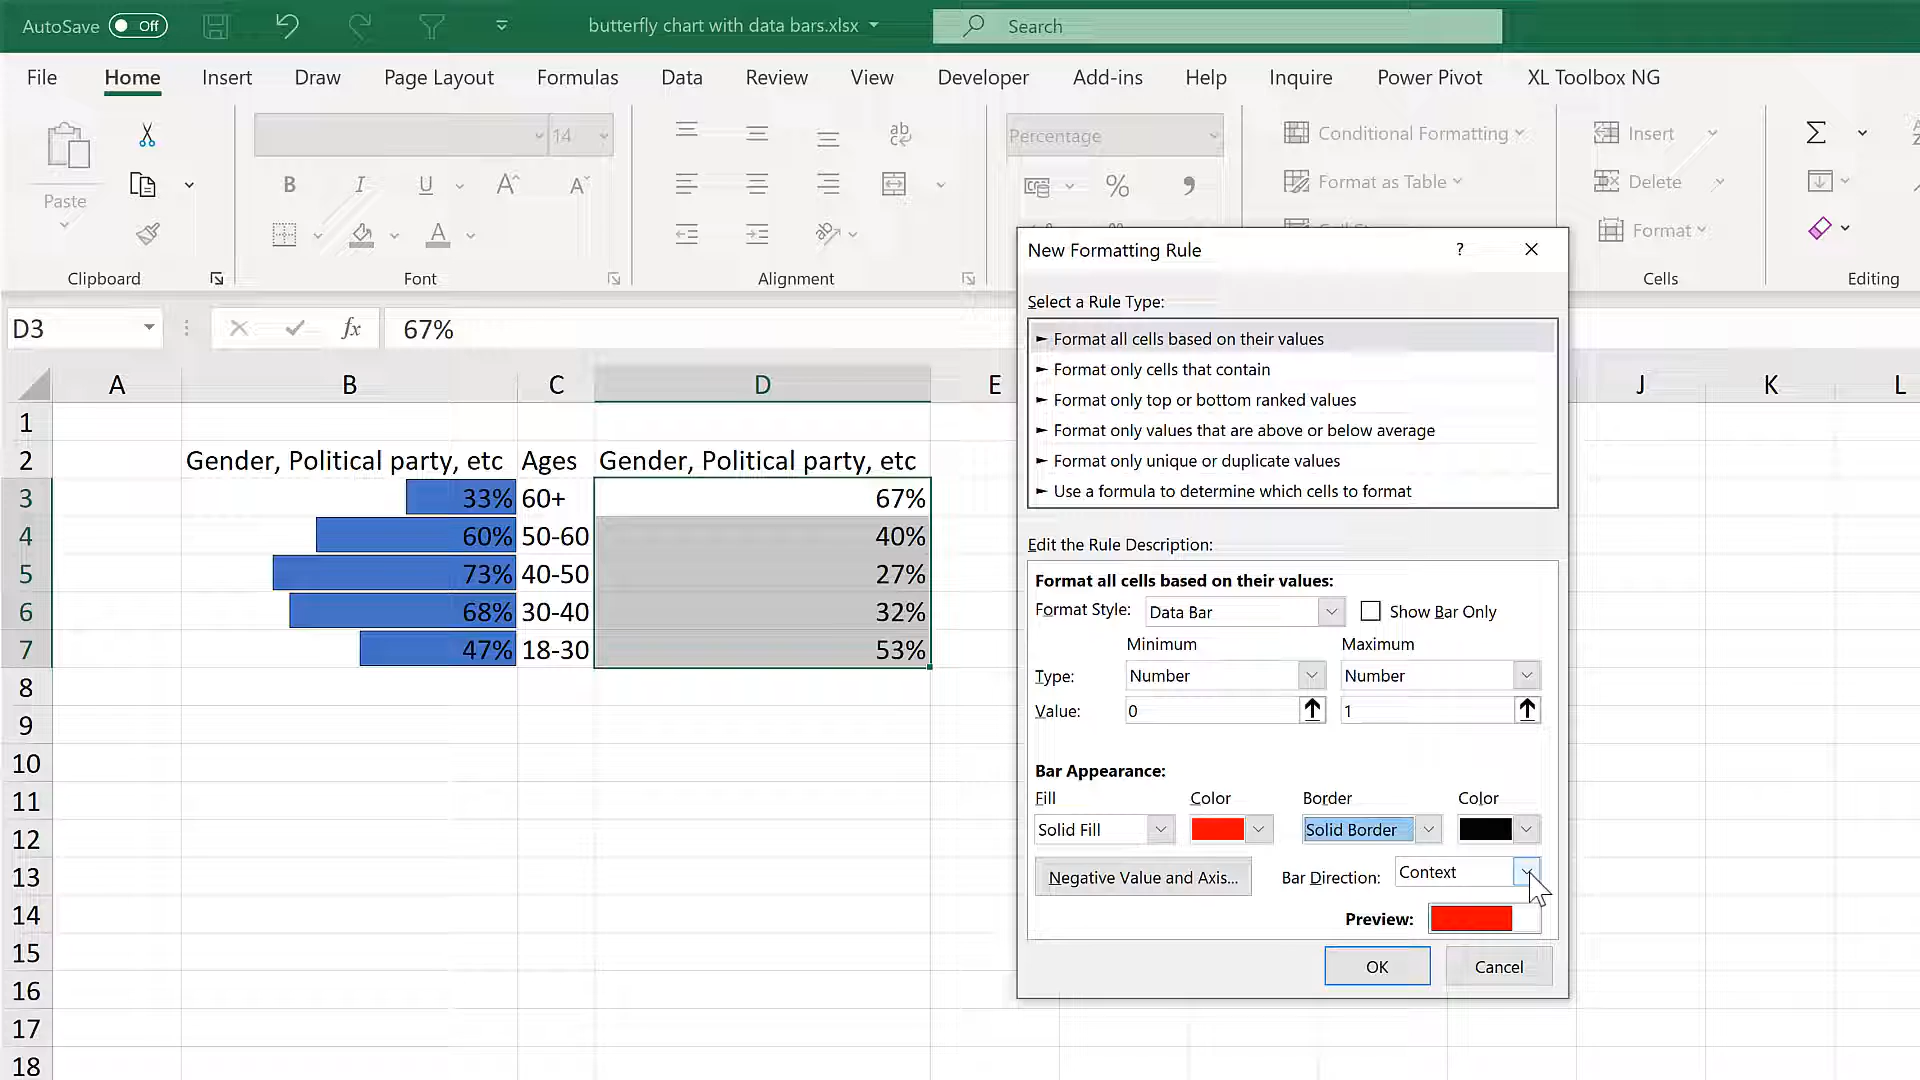 AutoSave Off butterfly chart with data bars.xlsx Search
File Home Insert Draw Page Layout Formulas Data Review View Developer Add-ins Help Inquire Power Pivot XL Toolbox NG
14 ab Percentage Conditional Formatting Insert Σ
Paste B I U A A % 9 Format as Table Delete
A Format
Clipboard Font Alignment Cells Editing
D3 fx 67%
A B C D E J K L
1
2 Gender, Political party, etc Ages Gender, Political party, etc
3 33% 60+ 67%
4 60% 50-60 40%
5 73% 40-50 27%
6 68% 30-40 32%
7 47% 18-30 53%
8
9
10
11
12
13
14
15
16
17
18
New Formatting Rule ?
Select a Rule Type:
► Format all cells based on their values
► Format only cells that contain
► Format only top or bottom ranked values
► Format only values that are above or below average
► Format only unique or duplicate values
► Use a formula to determine which cells to format
Edit the Rule Description:
Format all cells based on their values:
Format Style: Data Bar Show Bar Only
Minimum Maximum
Type: Number Number
Value: 0 1
Bar Appearance:
Fill Color Border Color
Solid Fill Solid Border
Negative Value and Axis... Bar Direction: Context
Preview:
OK Cancel